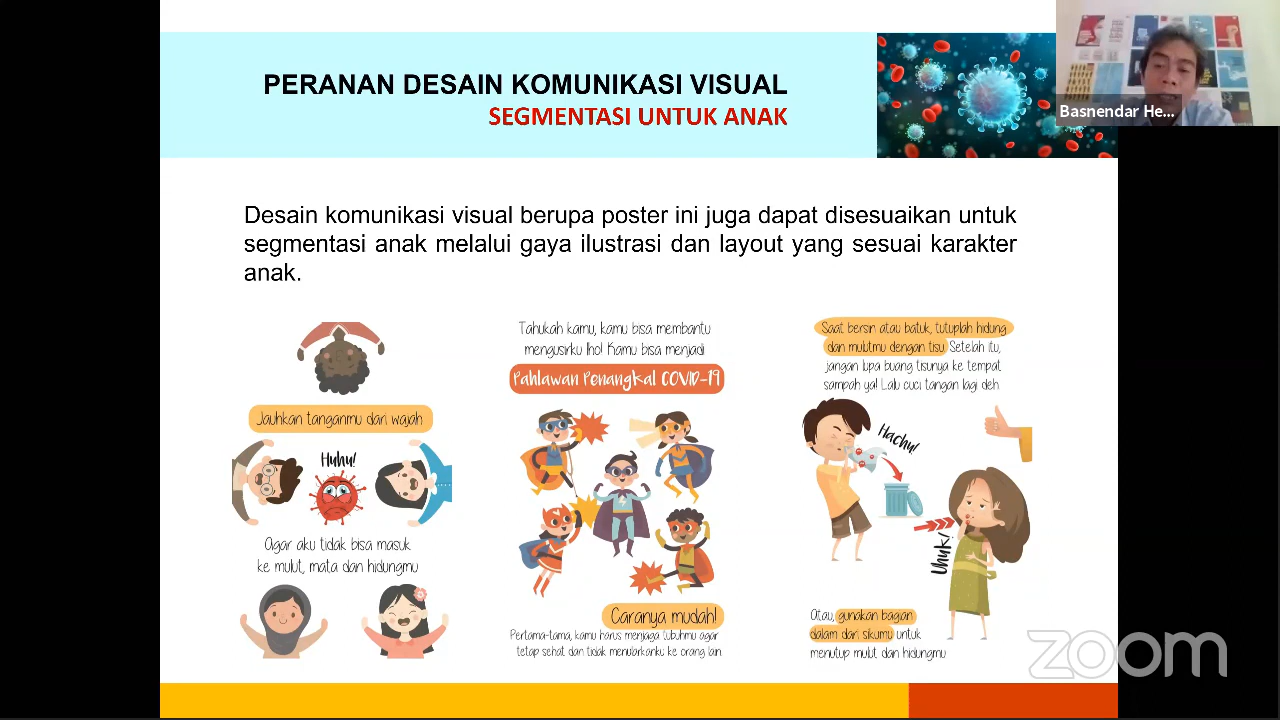 PERANAN DESAIN KOMUNIKASI VISUAL
SEGMENTASI UNTUK ANAK
Basnendar He...
Desain komunikasi visual berupa poster ini juga dapat disesuaikan untuk
segmentasi anak melalui gaya ilustrasi dan layout yang sesuai karakter
anak.
Jauhkan tanganmu dari wajah
Huhu!
Agar aku tidak bisa masuk
ke mulut, mata dan hidungmu
Tahukah kamu, kamu bisa membantu
mengusirku lho! Kamu bisa menjadi
Pahlawan Penangkal COVID-19
Caranya mudah!
Pertama-tama, kamu harus menjaga tubuhmu agar
tetap sehat dan tidak menularkanku ke orang lain.
Saat bersin atau batuk, tutuplah hidung
dan mulutmu dengan tisu. Setelah itu,
jangan lupa buang tisunya ke tempat
sampah ya! Lalu cuci tangan lagi deh.
Hachu!
Uhuk!
Atau, gunakan bagian
dalam dari sikumu untuk
menutup mulut dan hidungmu
zoom